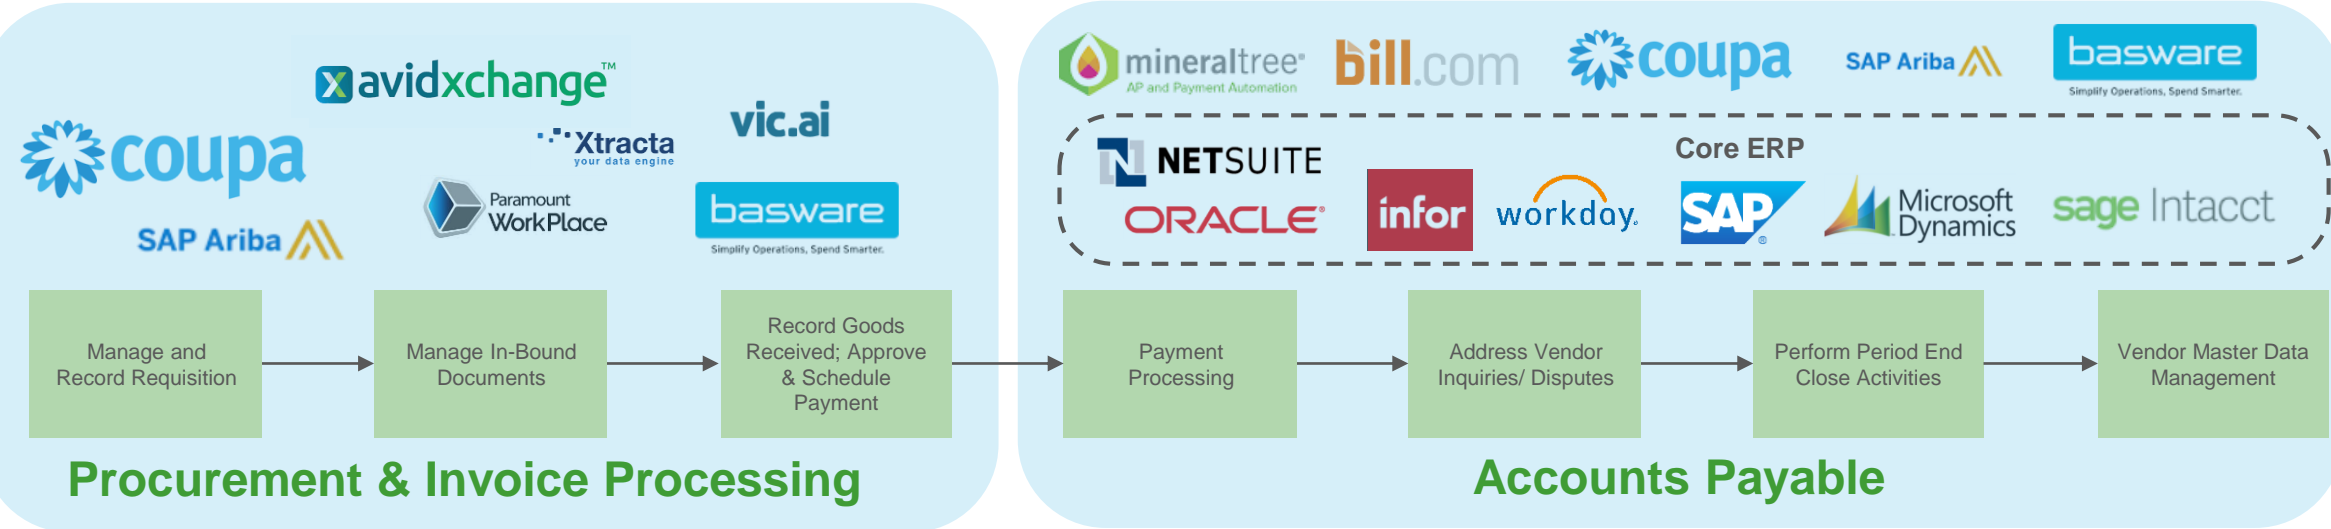 avidxchange™
coupa
Xtracta
your data engine
vic.ai
SAP Ariba
Paramount
WorkPlace
basware
Simplify Operations, Spend Smarter.
Manage and
Record Requisition
Manage In-Bound
Documents
Record Goods
Received; Approve
& Schedule
Payment
Procurement & Invoice Processing
mineraltree®
AP and Payment Automation
bill.com
coupa
SAP Ariba
basware
Simplify Operations, Spend Smarter.
Core ERP
N NETSUITE
ORACLE®
infor
workday.
SAP®
Microsoft
Dynamics
sage Intacct
Payment
Processing
Address Vendor
Inquiries/ Disputes
Perform Period End
Close Activities
Vendor Master Data
Management
Accounts Payable